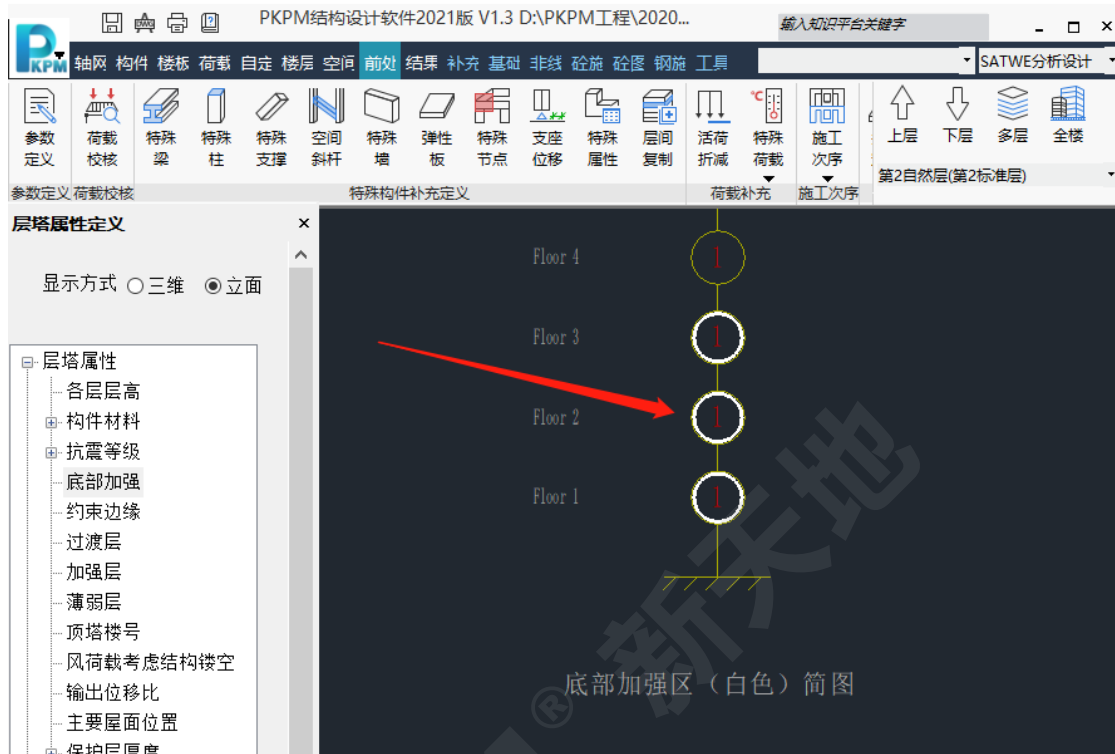 PKPM结构设计软件2021版 V1.3 D:\PKPM工程\2020...
输入知识平台关键字
PKPM
轴网 构件 楼板 荷载 自定 楼层 空间 前处 结果 补充 基础 非线 砼施 砼图 钢施 工具
SATWE分析设计
参数定义 荷载校核 特殊梁 特殊柱 特殊支撑 空间斜杆 特殊墙 弹性板 特殊节点 支座位移 特殊属性 层间复制 活荷折减 特殊荷载 施工次序 上层 下层 多层 全楼
第2自然层(第2标准层)
参数定义 荷载校核 特殊构件补充定义 荷载补充 施工次序
层塔属性定义
显示方式 三维 立面
层塔属性
各层层高
构件材料
抗震等级
底部加强
约束边缘
过渡层
加强层
薄弱层
顶塔楼号
风荷载考虑结构镂空
输出位移比
主要屋面位置
保护层厚度
Floor 4 1
Floor 3 1
Floor 2 1
Floor 1 1
底部加强区（白色）简图
®新天地